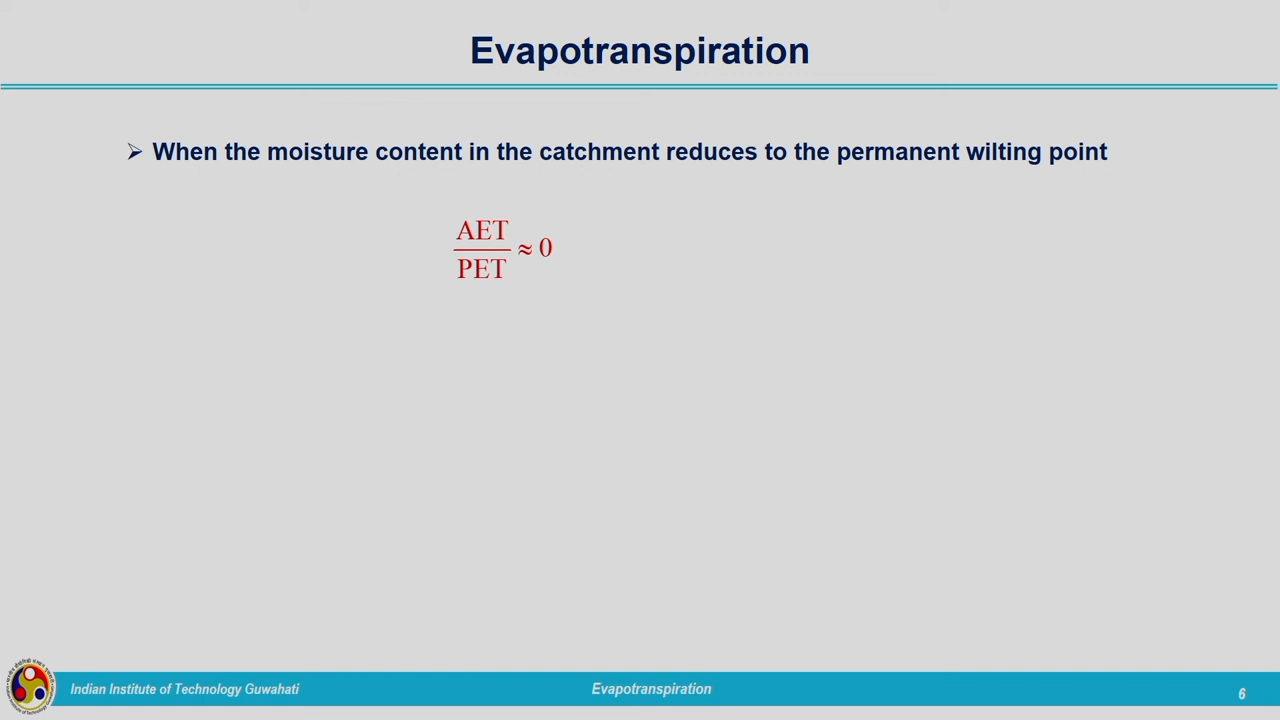 Evapotranspiration
➢ When the moisture content in the catchment reduces to the permanent wilting point
AET
PET
≈ 0
Indian Institute of Technology Guwahati
Evapotranspiration
6